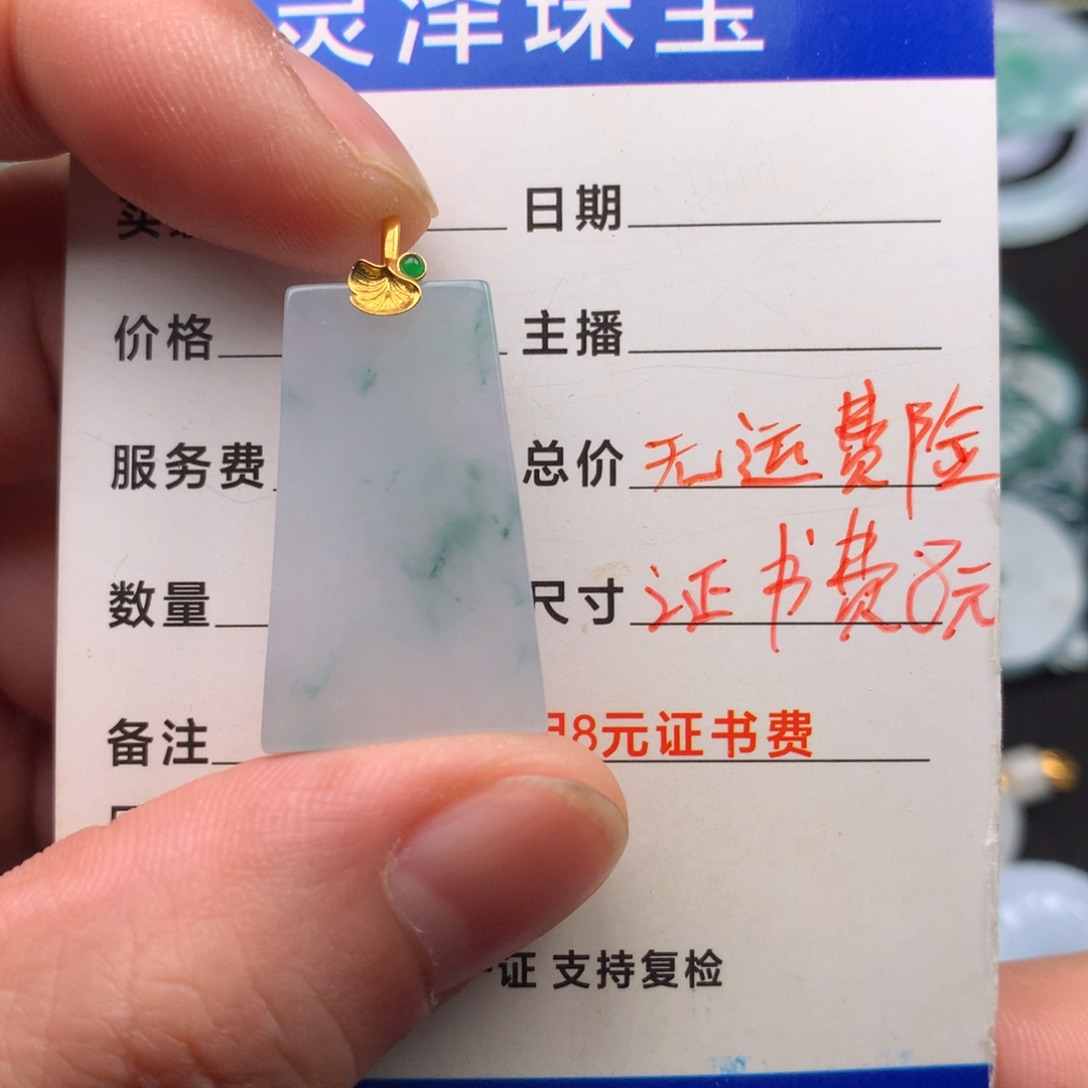 灵泽珠宝
日期
价格 主播
服务费 总价 无运费险
数量 尺寸 证书费8元
备注 8元证书费
证 支持复检